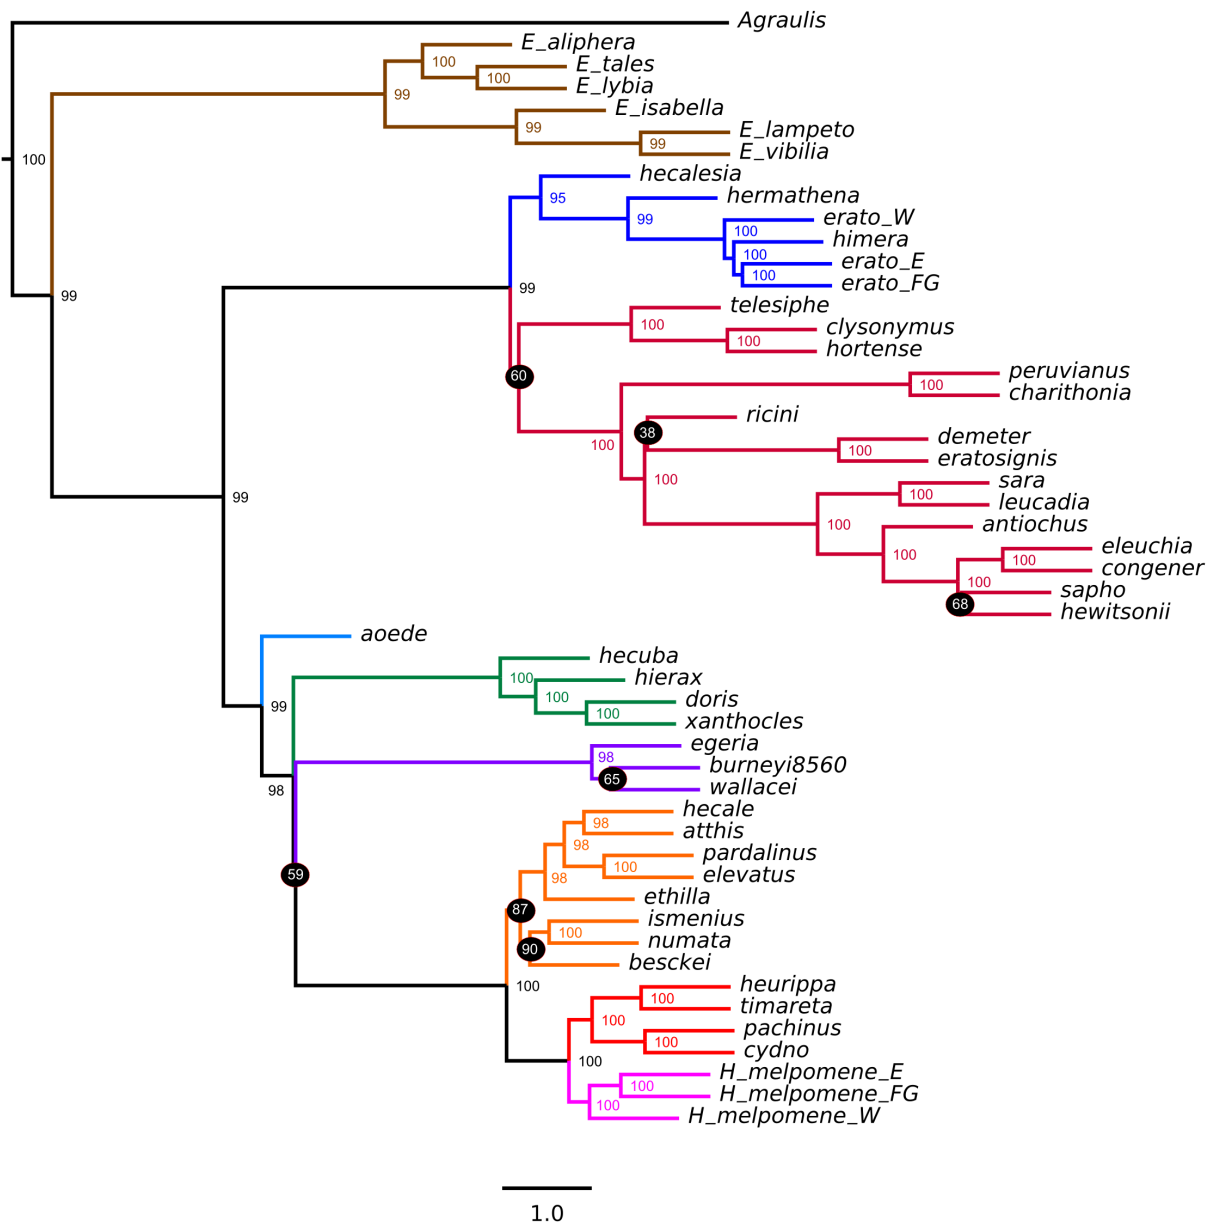 Agraulis
E_aliphera
100
E_tales
100
E_lybia
99
E_isabella
99
E_lampeto
99
E_vibilia
100
hecalesia
95
hermathena
99
erato_W
100
himera
100
erato_E
100
erato_FG
99
99
telesiphe
100
clysonymus
100
hortense
60
peruvianus
100
charithonia
ricini
38
100
demeter
100
eratosignis
100
sara
100
leucadia
99
100
antiochus
100
eleuchia
100
congener
100
sapho
68
hewitsonii
aoede
hecuba
100
hierax
100
doris
100
xanthocles
99
egeria
98
burneyi8560
65
wallacei
98
hecale
98
atthis
98
pardalinus
100
elevatus
59
98
ethilla
87
ismenius
100
numata
90
besckei
100
heurippa
100
timareta
100
pachinus
100
cydno
100
H_melpomene_E
100
H_melpomene_FG
100
H_melpomene_W
1.0